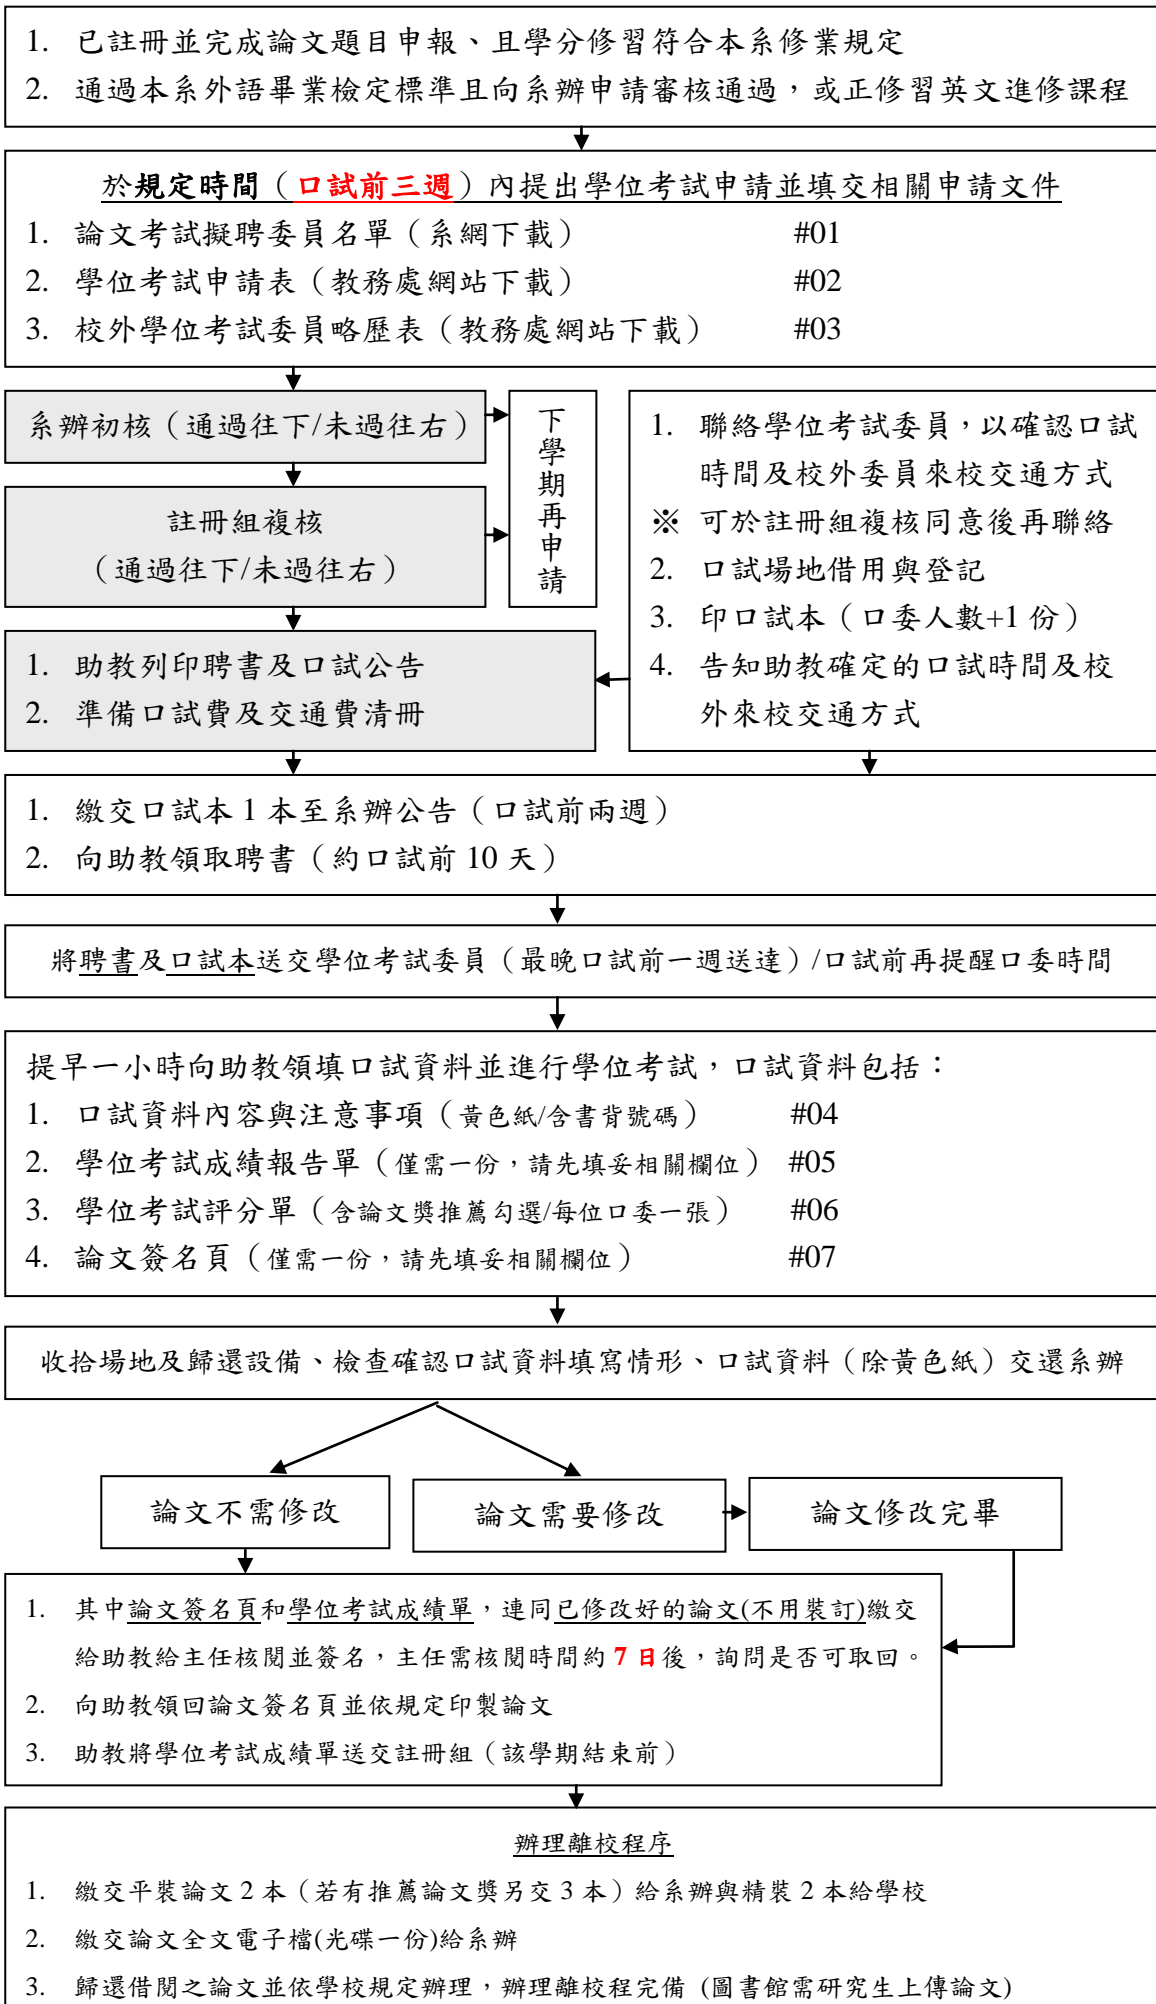 1. 已註冊並完成論文題目申報、且學分修習符合本系修業規定
2. 通過本系外語畢業檢定標準且向系辦申請審核通過，或正修習英文進修課程
於規定時間（口試前三週）內提出學位考試申請並填交相關申請文件
1. 論文考試擬聘委員名單（系網下載） #01
2. 學位考試申請表（教務處網站下載） #02
3. 校外學位考試委員略歷表（教務處網站下載） #03
系辦初核（通過往下/未過往右）
註冊組複核
（通過往下/未過往右）
下學期再申請
1. 聯絡學位考試委員，以確認口試
時間及校外委員來校交通方式
※ 可於註冊組複核同意後再聯絡
2. 口試場地借用與登記
3. 印口試本（口委人數+1 份）
4. 告知助教確定的口試時間及校
外來校交通方式
1. 助教列印聘書及口試公告
2. 準備口試費及交通費清冊
1. 繳交口試本 1 本至系辦公告（口試前兩週）
2. 向助教領取聘書（約口試前 10 天）
將聘書及口試本送交學位考試委員（最晚口試前一週送達）/口試前再提醒口委時間
提早一小時向助教領填口試資料並進行學位考試，口試資料包括：
1. 口試資料內容與注意事項（黃色紙/含書背號碼） #04
2. 學位考試成績報告單（僅需一份，請先填妥相關欄位） #05
3. 學位考試評分單（含論文獎推薦勾選/每位口委一張） #06
4. 論文簽名頁（僅需一份，請先填妥相關欄位） #07
收拾場地及歸還設備、檢查確認口試資料填寫情形、口試資料（除黃色紙）交還系辦
論文不需修改
論文需要修改
論文修改完畢
1. 其中論文簽名頁和學位考試成績單，連同已修改好的論文(不用裝訂)繳交
給助教給主任核閱並簽名，主任需核閱時間約 7 日後，詢問是否可取回。
2. 向助教領回論文簽名頁並依規定印製論文
3. 助教將學位考試成績單送交註冊組（該學期結束前）
辦理離校程序
1. 繳交平裝論文 2 本（若有推薦論文獎另交 3 本）給系辦與精裝 2 本給學校
2. 繳交論文全文電子檔(光碟一份)給系辦
3. 歸還借閱之論文並依學校規定辦理，辦理離校程完備 (圖書館需研究生上傳論文)